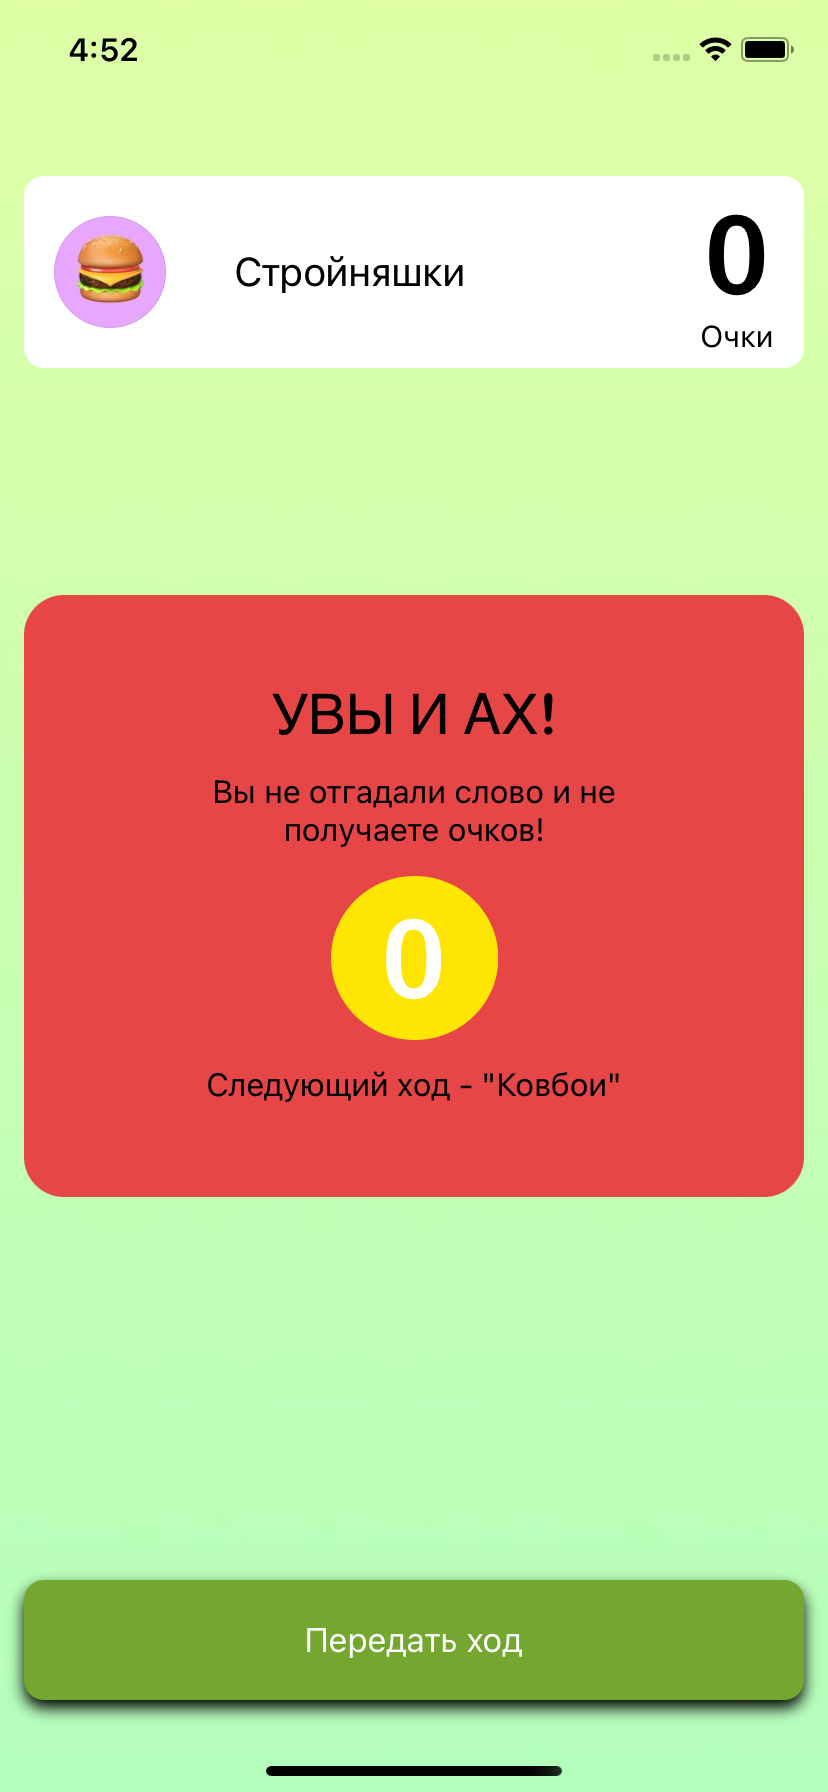 4:52
Стройняшки
0
Очки
УВЫ И АХ!
Вы не отгадали слово и не
получаете очков!
0
Следующий ход - "Ковбои"
Передать ход